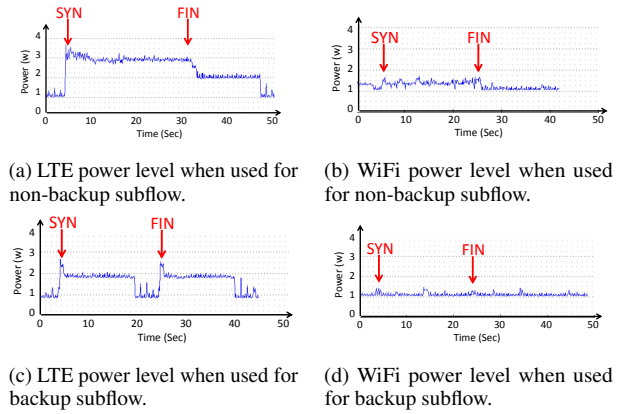 SYN
FIN
Power (w)
4
3
2
1
0
0 10 20 30 40 50
Time (Sec)
SYN
FIN
Power (w)
4
3
2
1
0
0 10 20 30 40 50
Time (Sec)
(a) LTE power level when used for
non-backup subflow.
(b) WiFi power level when used
for non-backup subflow.
SYN
FIN
Power (w)
4
3
2
1
0
0 10 20 30 40 50
Time (Sec)
SYN
FIN
Power (w)
4
3
2
1
0
0 10 20 30 40 50
Time (Sec)
(c) LTE power level when used for
backup subflow.
(d) WiFi power level when used
for backup subflow.